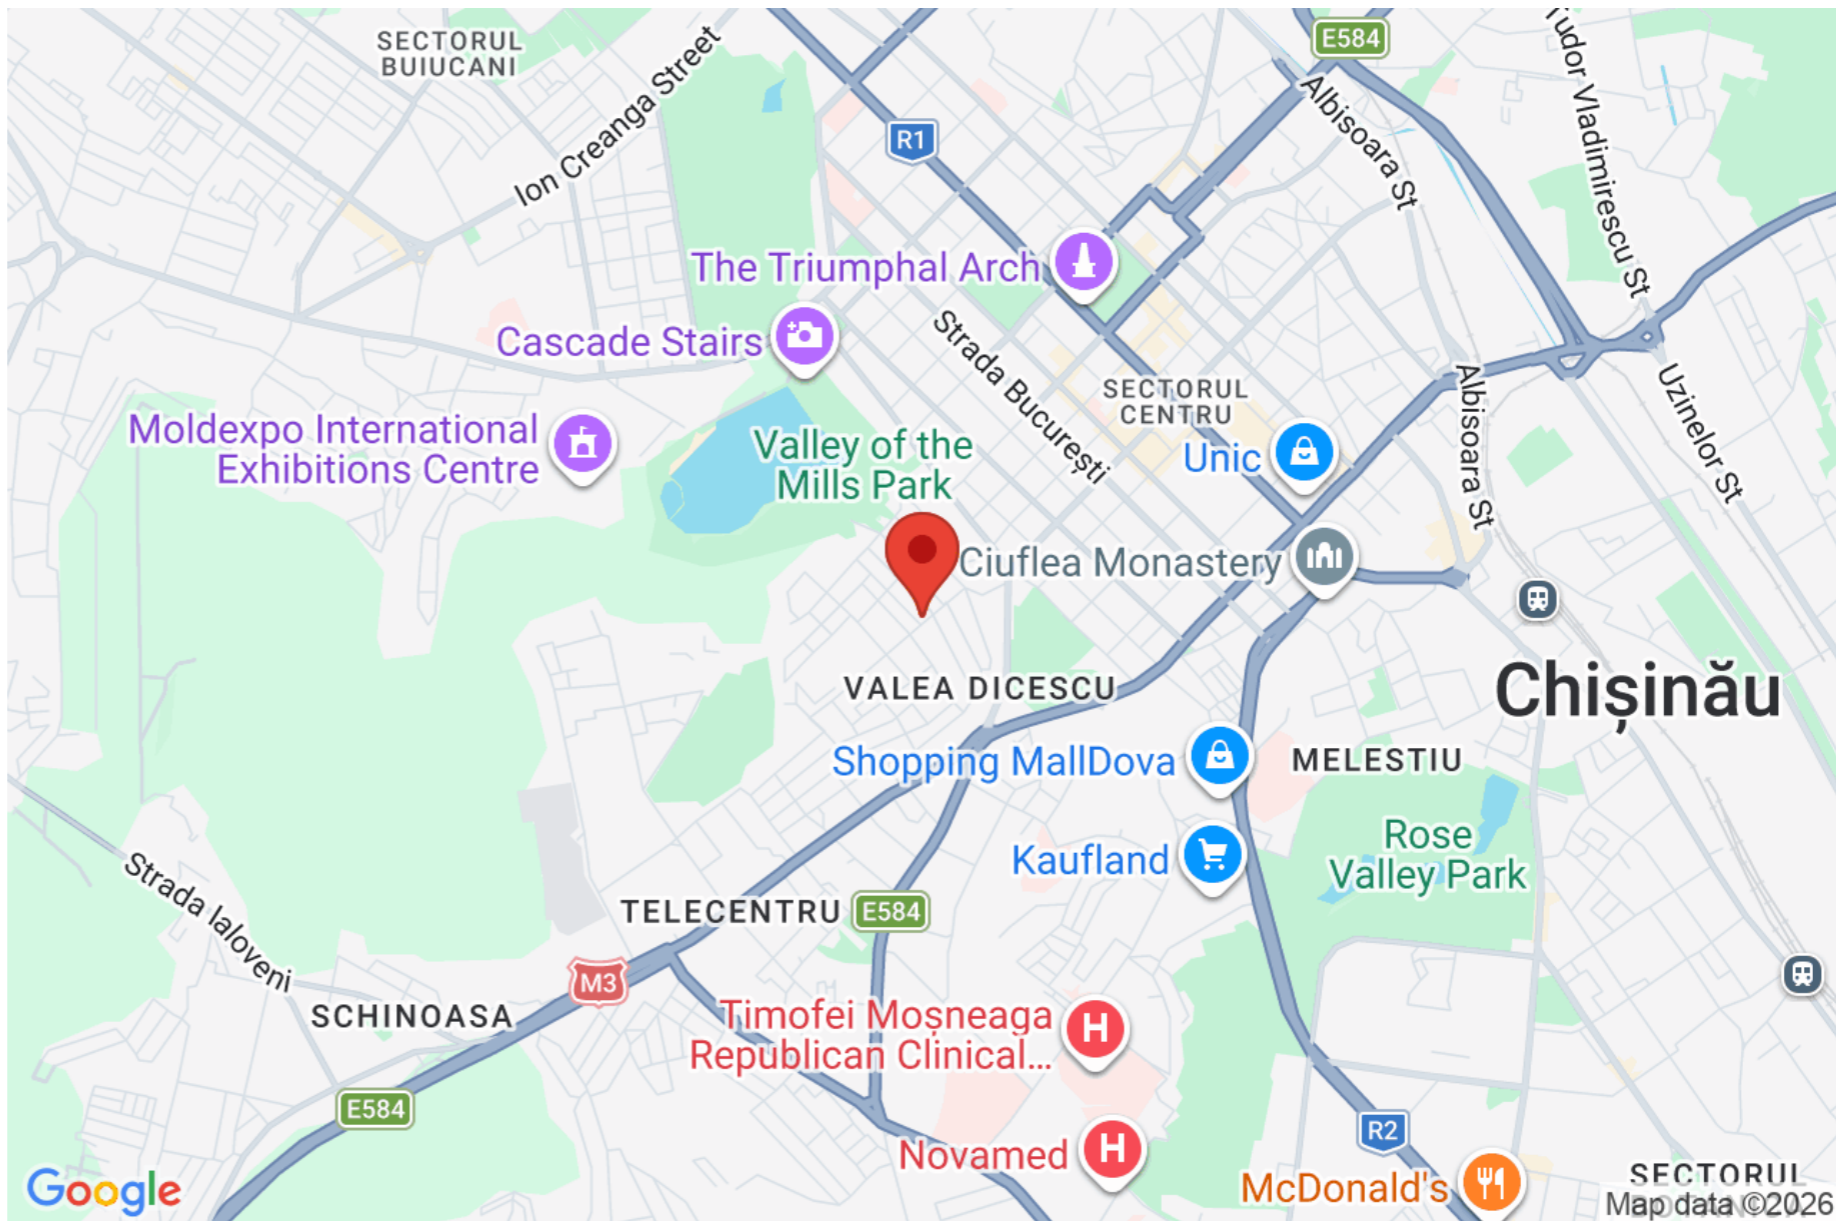 SECTORUL
BUIUCANI
Ion Creanga Street
E584
Tudor Vladimirescu St
Albisoara St
R1
The Triumphal Arch
Cascade Stairs
Strada București
SECTORUL
CENTRU
Albisoara St
Uzinelor St
Moldexpo International
Exhibitions Centre
Valley of the
Mills Park
Unic
Ciuflea Monastery
VALEA DICESCU
Chișinău
Shopping MallDova
MELESTIU
Rose
Valley Park
Kaufland
Strada Ialoveni
TELECENTRU
E584
M3
SCHINOASA
Timofei Moșneaga
Republican Clinical...
H
E584
R2
Novamed
H
McDonald's
SECTORUL
Google
Map data ©2026